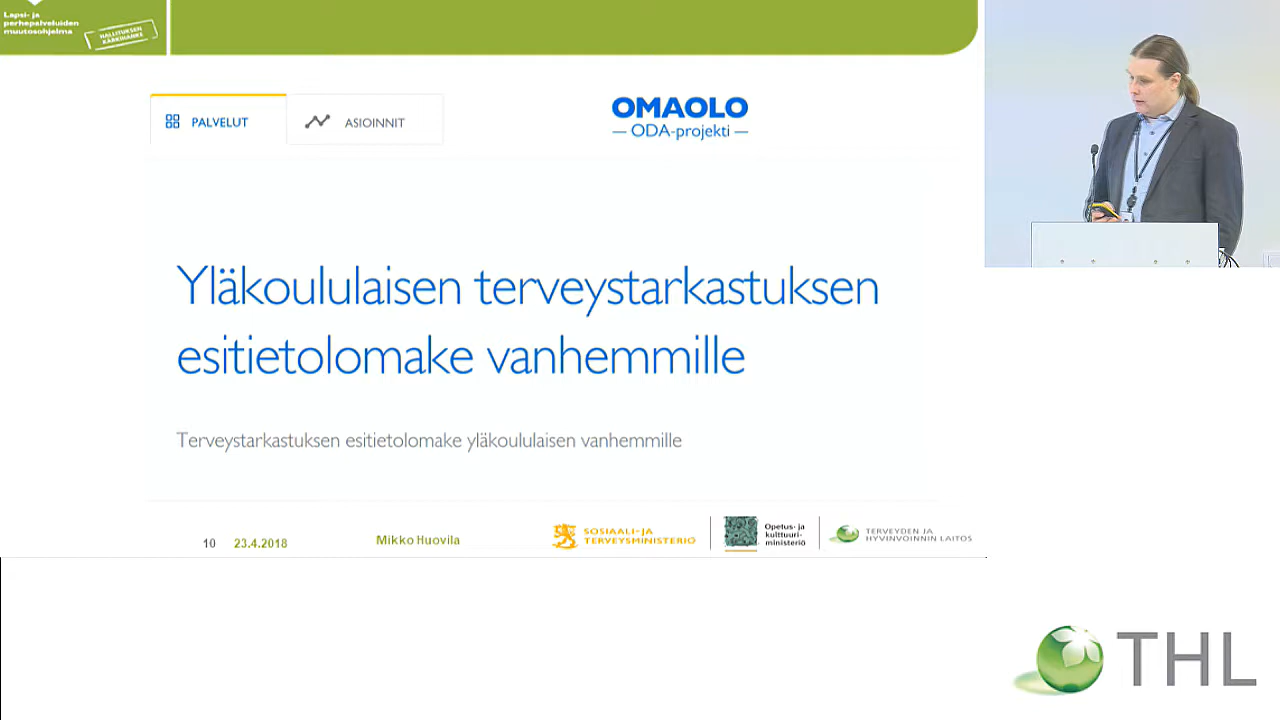 Lapsi- ja
perhepalveluiden
muutosohjelma
HALLITUKSEN
KÄRKIHANKE
PALVELUT
ASIOINNIT
OMAOLO
— ODA-projekti —
Yläkoululaisen terveystarkastuksen
esitietolomake vanhemmille
Terveystarkastuksen esitietolomake yläkoululaisen vanhemmille
10 23.4.2018
Mikko Huovila
SOSIAALI- JA
TERVEYSMINISTERIÖ
Opetus- ja
kulttuuri-
ministeriö
TERVEYDEN JA
HYVINVOINNIN LAITOS
THL